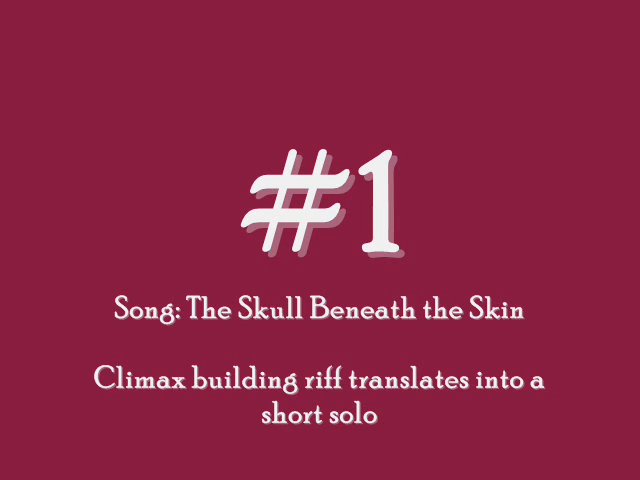 #1
Song: The Skull Beneath the Skin
Climax building riff translates into a
short solo